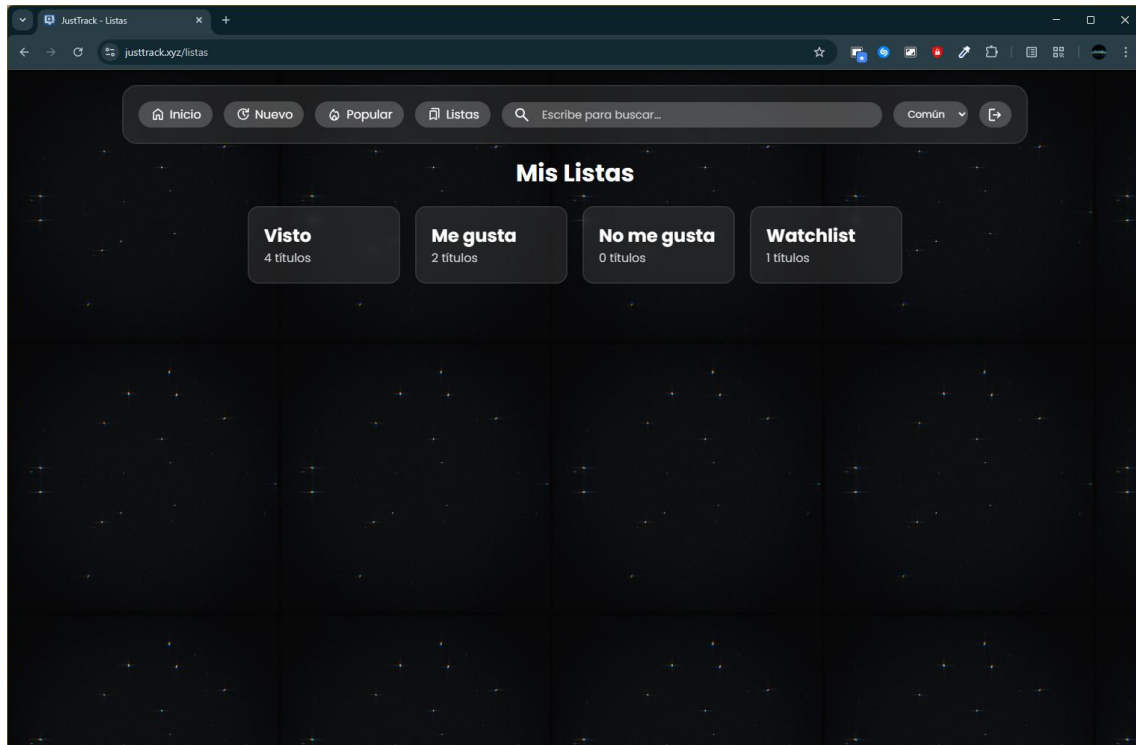 JustTrack - Listas
justtrack.xyz/listas
Inicio Nuevo Popular Listas Escribe para buscar... Común
Mis Listas
Visto Me gusta No me gusta Watchlist
4 títulos 2 títulos 0 títulos 1 títulos